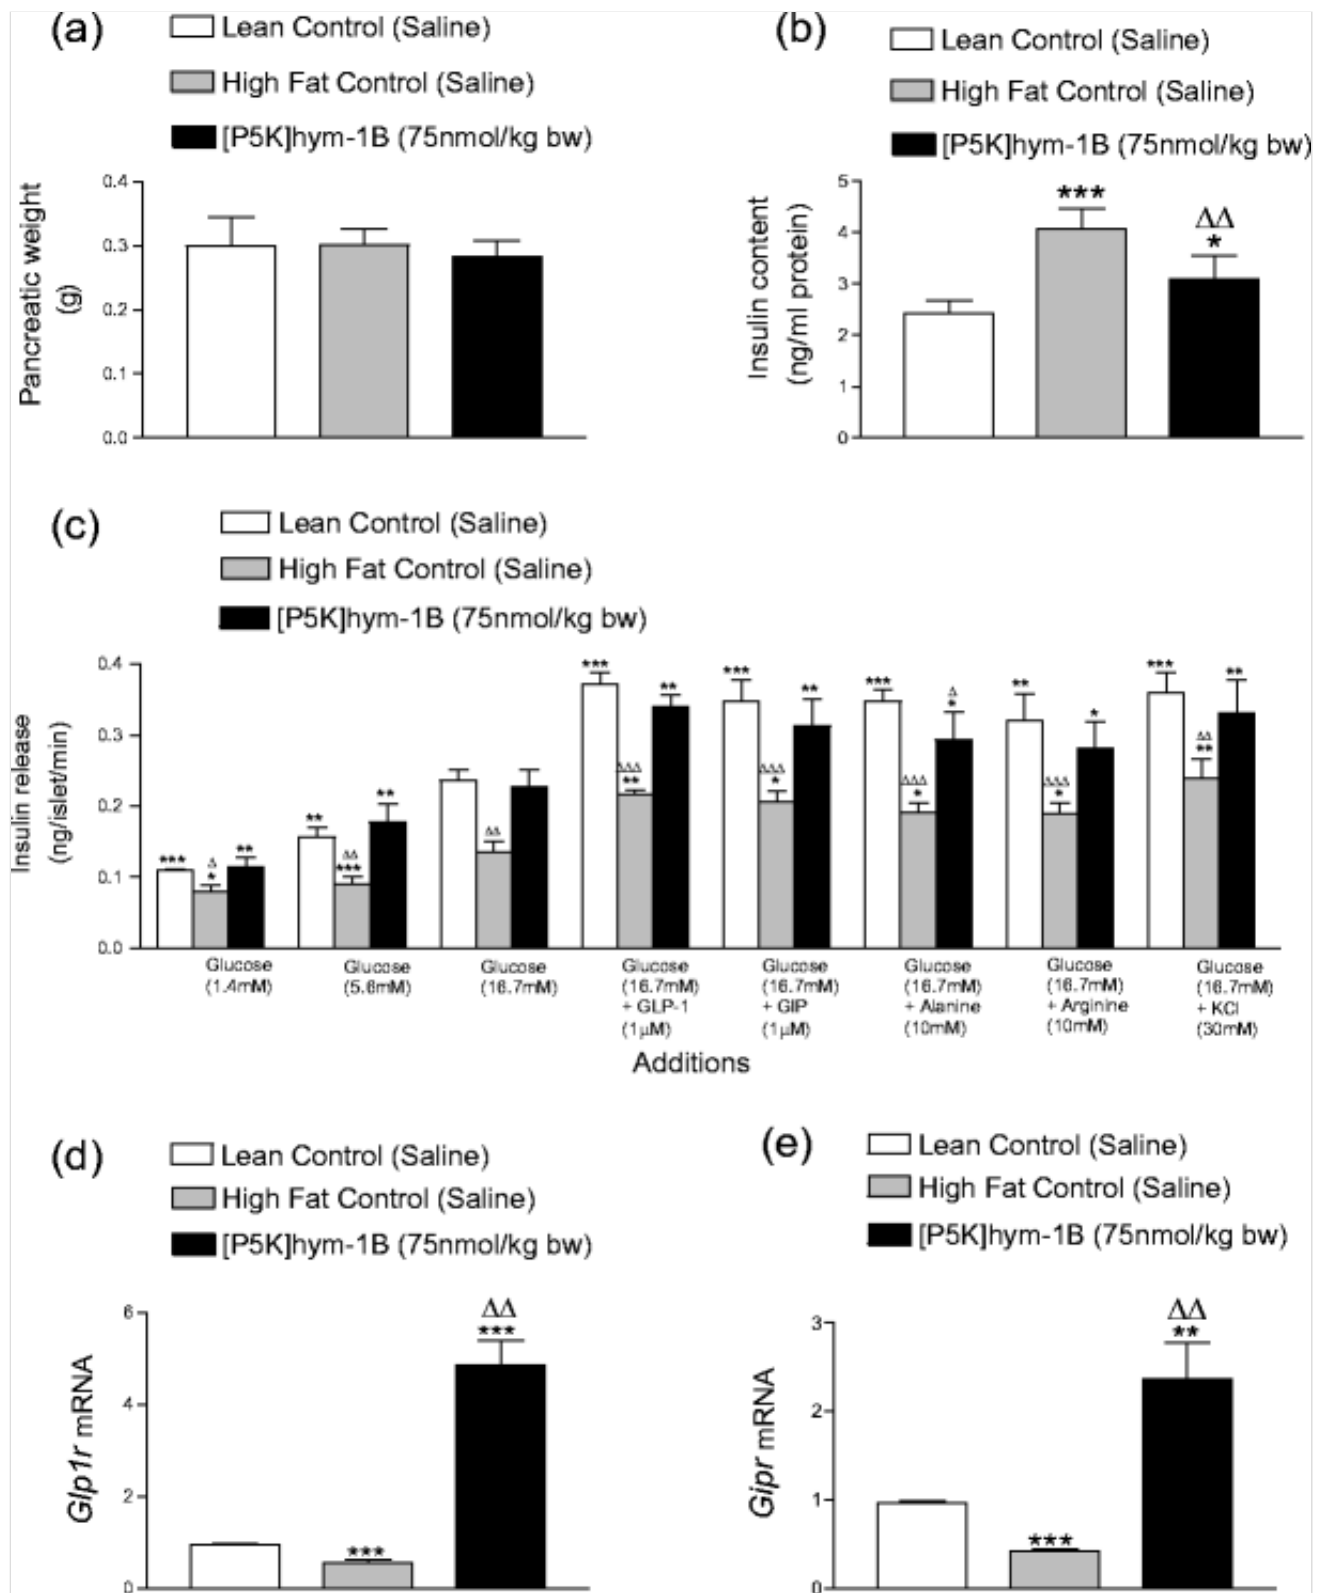 (a)
Lean Control (Saline)
High Fat Control (Saline)
[P5K]hym-1B (75nmol/kg bw)
Pancreatic weight
(g)
0.4
0.3
0.2
0.1
0.0
(b)
Lean Control (Saline)
High Fat Control (Saline)
[P5K]hym-1B (75nmol/kg bw)
Insulin content
(ng/ml protein)
5
4
3
2
1
0
***
ΔΔ
*
(c)
Lean Control (Saline)
High Fat Control (Saline)
[P5K]hym-1B (75nmol/kg bw)
Insulin release
(ng/islet/min)
0.4
0.3
0.2
0.1
0.0
***
Δ
*
**
**
ΔΔ
***
**
ΔΔ
***
ΔΔΔ
**
**
***
ΔΔΔ
*
**
***
ΔΔΔ
*
Δ
*
**
ΔΔΔ
*
*
***
ΔΔ
**
**
Glucose
(1.4mM)
Glucose
(5.6mM)
Glucose
(16.7mM)
Glucose
(16.7mM)
+ GLP-1
(1µM)
Glucose
(16.7mM)
+ GIP
(1µM)
Glucose
(16.7mM)
+ Alanine
(10mM)
Glucose
(16.7mM)
+ Arginine
(10mM)
Glucose
(16.7mM)
+ KCl
(30mM)
Additions
(d)
Lean Control (Saline)
High Fat Control (Saline)
[P5K]hym-1B (75nmol/kg bw)
Glp1r mRNA
6
4
2
0
***
ΔΔ
***
(e)
Lean Control (Saline)
High Fat Control (Saline)
[P5K]hym-1B (75nmol/kg bw)
Gipr mRNA
3
2
1
0
***
ΔΔ
**